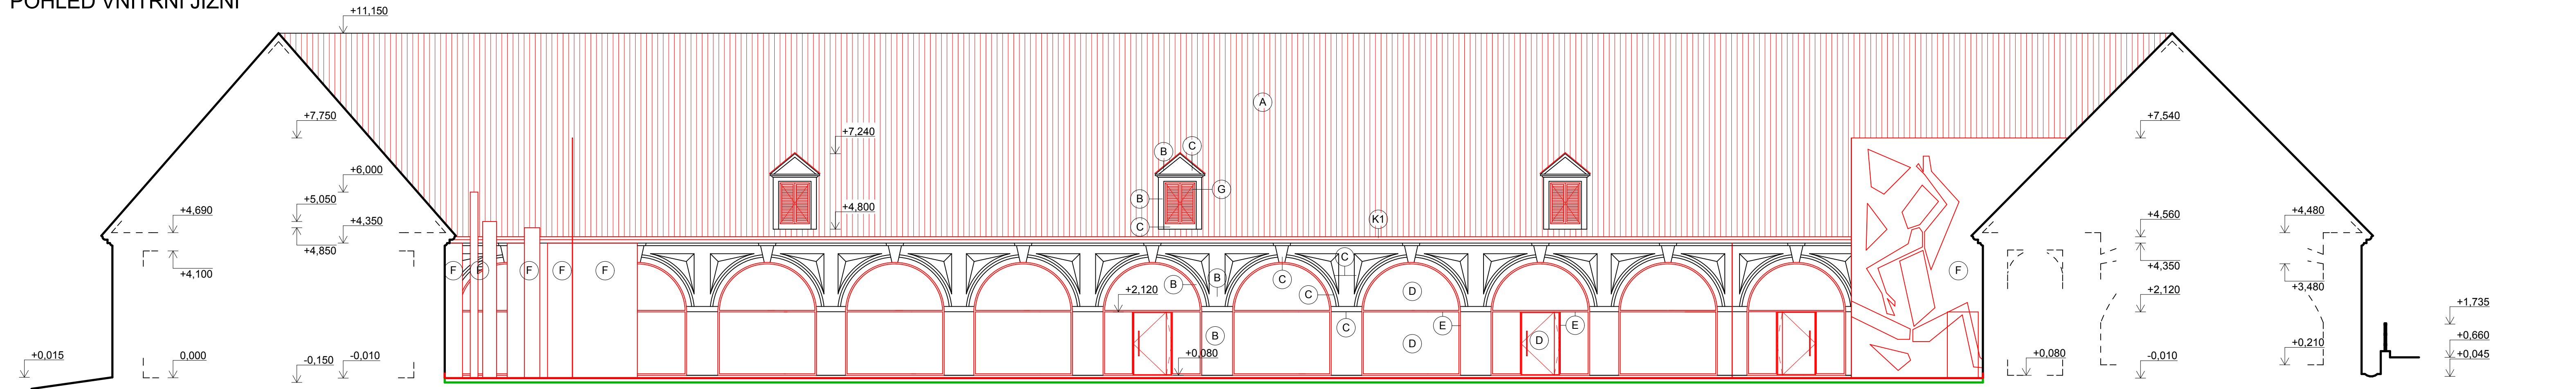 POHLED VNITŘNÍ JIŽNÍ
+11,150
A
+7,750
+7,240
+7,540
B
C
+6,000
G
B
+5,050
+4,690
+4,350
+4,800
C
K1
+4,560
+4,480
+4,850
+4,100
F
F
F
F
F
C
B
B
C
C
D
F
+4,350
+3,480
+2,120
+2,120
B
C
E
E
D
D
+1,735
+0,660
+0,045
+0,015
0,000
-0,150
-0,010
+0,080
+0,080
-0,010
+0,210